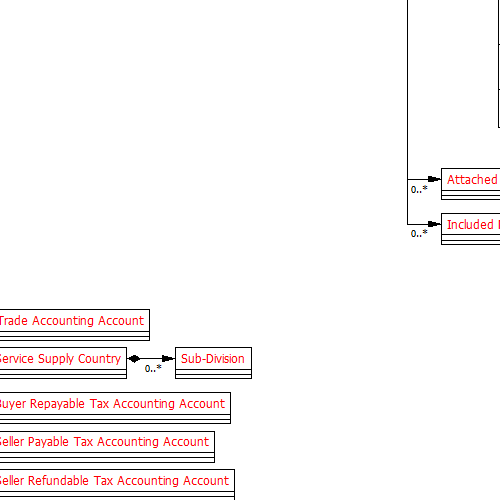 Attached
0..*
Included
0..*
Trade Accounting Account
Service Supply Country
Sub-Division
0..*
Buyer Repayable Tax Accounting Account
Seller Payable Tax Accounting Account
Seller Refundable Tax Accounting Account